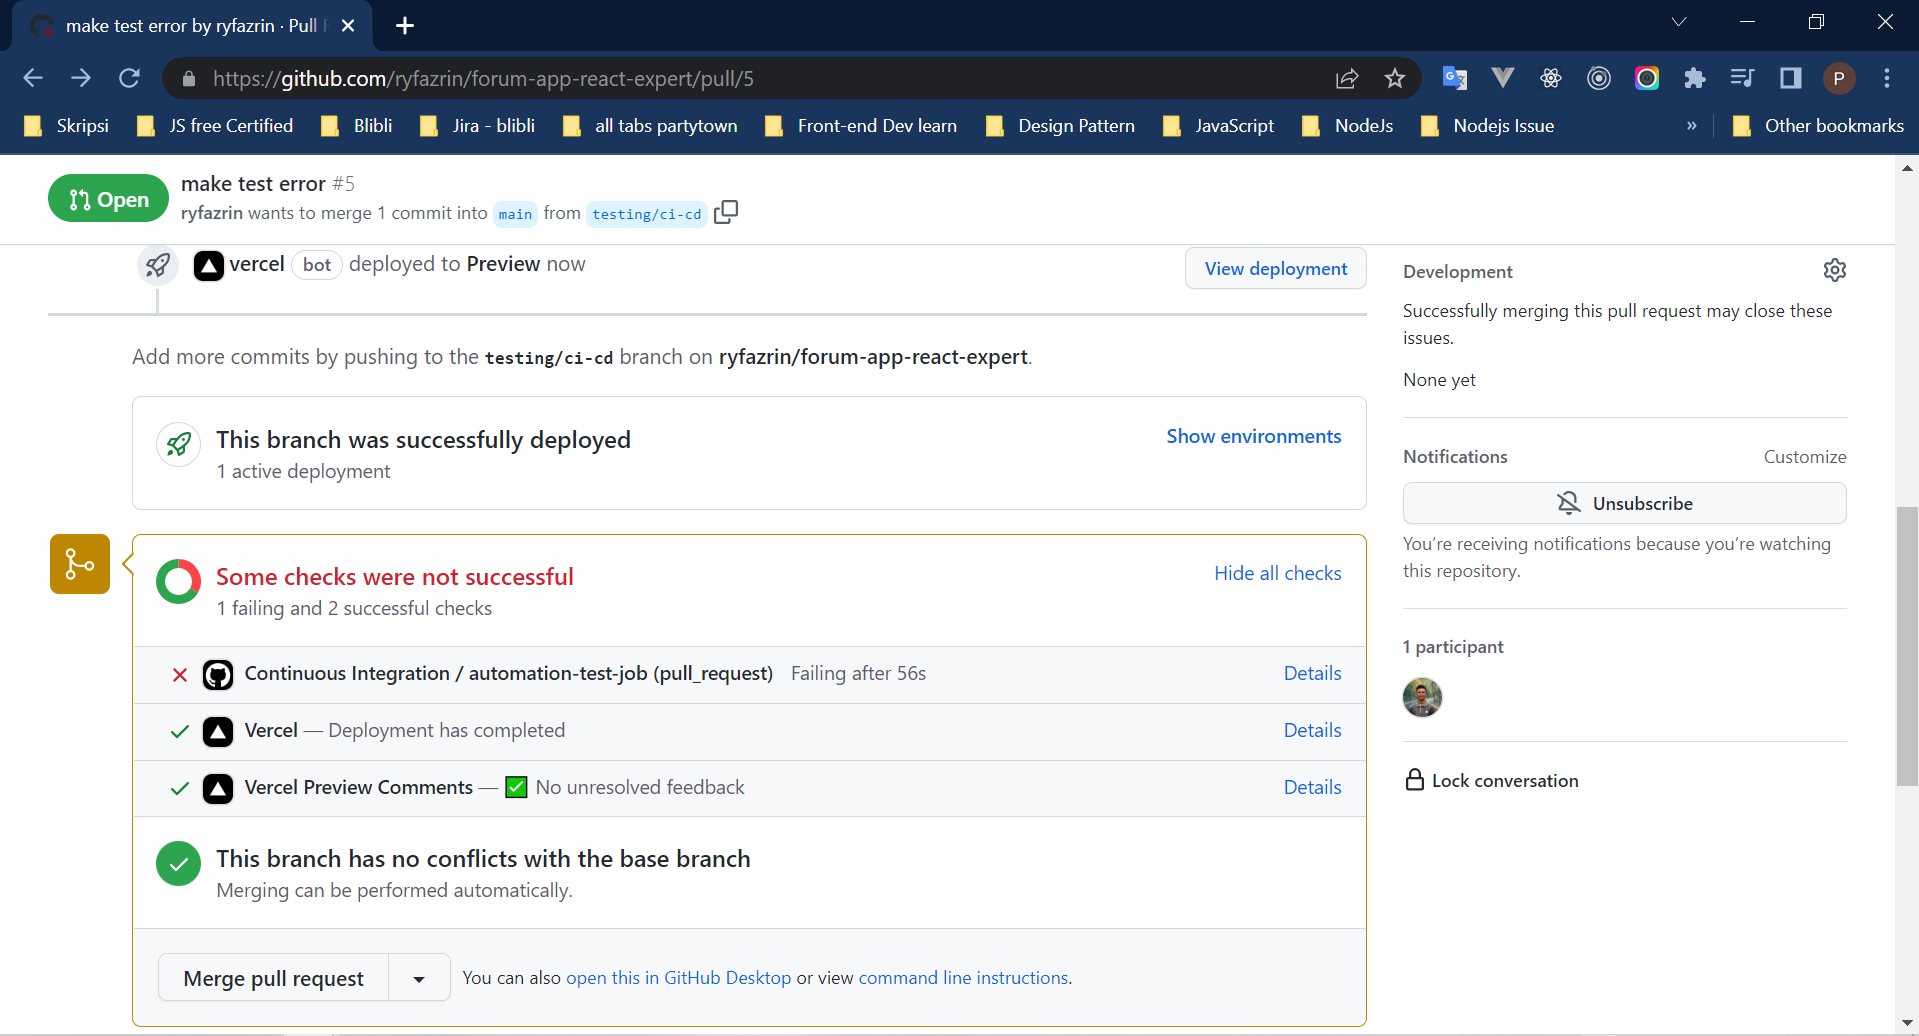 make test error by ryfazrin · Pull
https://github.com/ryfazrin/forum-app-react-expert/pull/5
P
Skripsi JS free Certified Blibli Jira - blibli all tabs partytown Front-end Dev learn Design Pattern JavaScript NodeJs Nodejs Issue » Other bookmarks
Open
make test error #5
ryfazrin wants to merge 1 commit into main from testing/ci-cd
vercel bot deployed to Preview now
View deployment
Add more commits by pushing to the testing/ci-cd branch on ryfazrin/forum-app-react-expert.
This branch was successfully deployed
1 active deployment
Show environments
Some checks were not successful
1 failing and 2 successful checks
Hide all checks
Continuous Integration / automation-test-job (pull_request) Failing after 56s Details
Vercel — Deployment has completed Details
Vercel Preview Comments — ✅ No unresolved feedback Details
This branch has no conflicts with the base branch
Merging can be performed automatically.
Merge pull request
You can also open this in GitHub Desktop or view command line instructions.
Development
Successfully merging this pull request may close these
issues.
None yet
Notifications Customize
Unsubscribe
You're receiving notifications because you're watching
this repository.
1 participant
Lock conversation